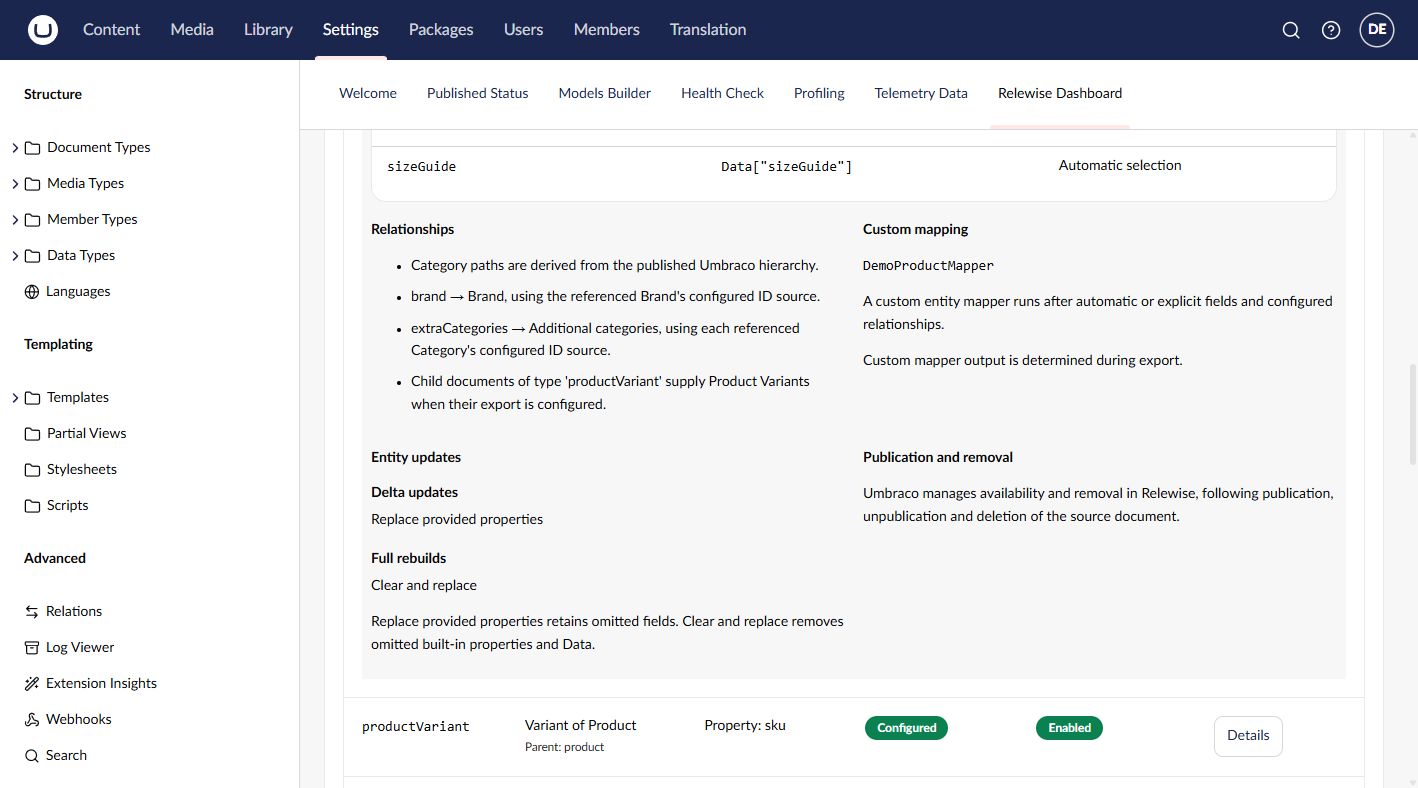 Content Media Library Settings Packages Users Members Translation DE
Structure
Document Types
Media Types
Member Types
Data Types
Languages
Templating
Templates
Partial Views
Stylesheets
Scripts
Advanced
Relations
Log Viewer
Extension Insights
Webhooks
Search
Welcome Published Status Models Builder Health Check Profiling Telemetry Data Relewise Dashboard
sizeGuide Data["sizeGuide"] Automatic selection
Relationships
Category paths are derived from the published Umbraco hierarchy.
brand → Brand, using the referenced Brand's configured ID source.
extraCategories → Additional categories, using each referenced
Category's configured ID source.
Child documents of type 'productVariant' supply Product Variants
when their export is configured.
Custom mapping
DemoProductMapper
A custom entity mapper runs after automatic or explicit fields and configured
relationships.
Custom mapper output is determined during export.
Entity updates
Delta updates
Replace provided properties
Full rebuilds
Clear and replace
Replace provided properties retains omitted fields. Clear and replace removes
omitted built-in properties and Data.
Publication and removal
Umbraco manages availability and removal in Relewise, following publication,
unpublication and deletion of the source document.
productVariant Variant of Product Property: sku Configured Enabled Details
Parent: product